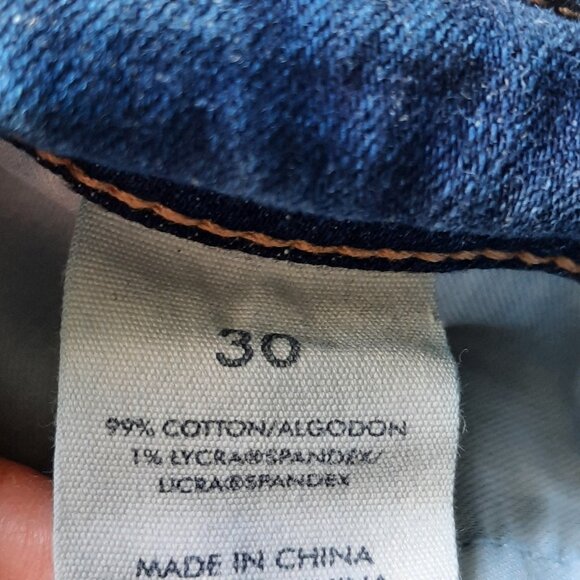 30
99% COTTON/ALGODON
1% LYCRA®SPANDEX/
LICRA®SPANDEX
MADE IN CHINA